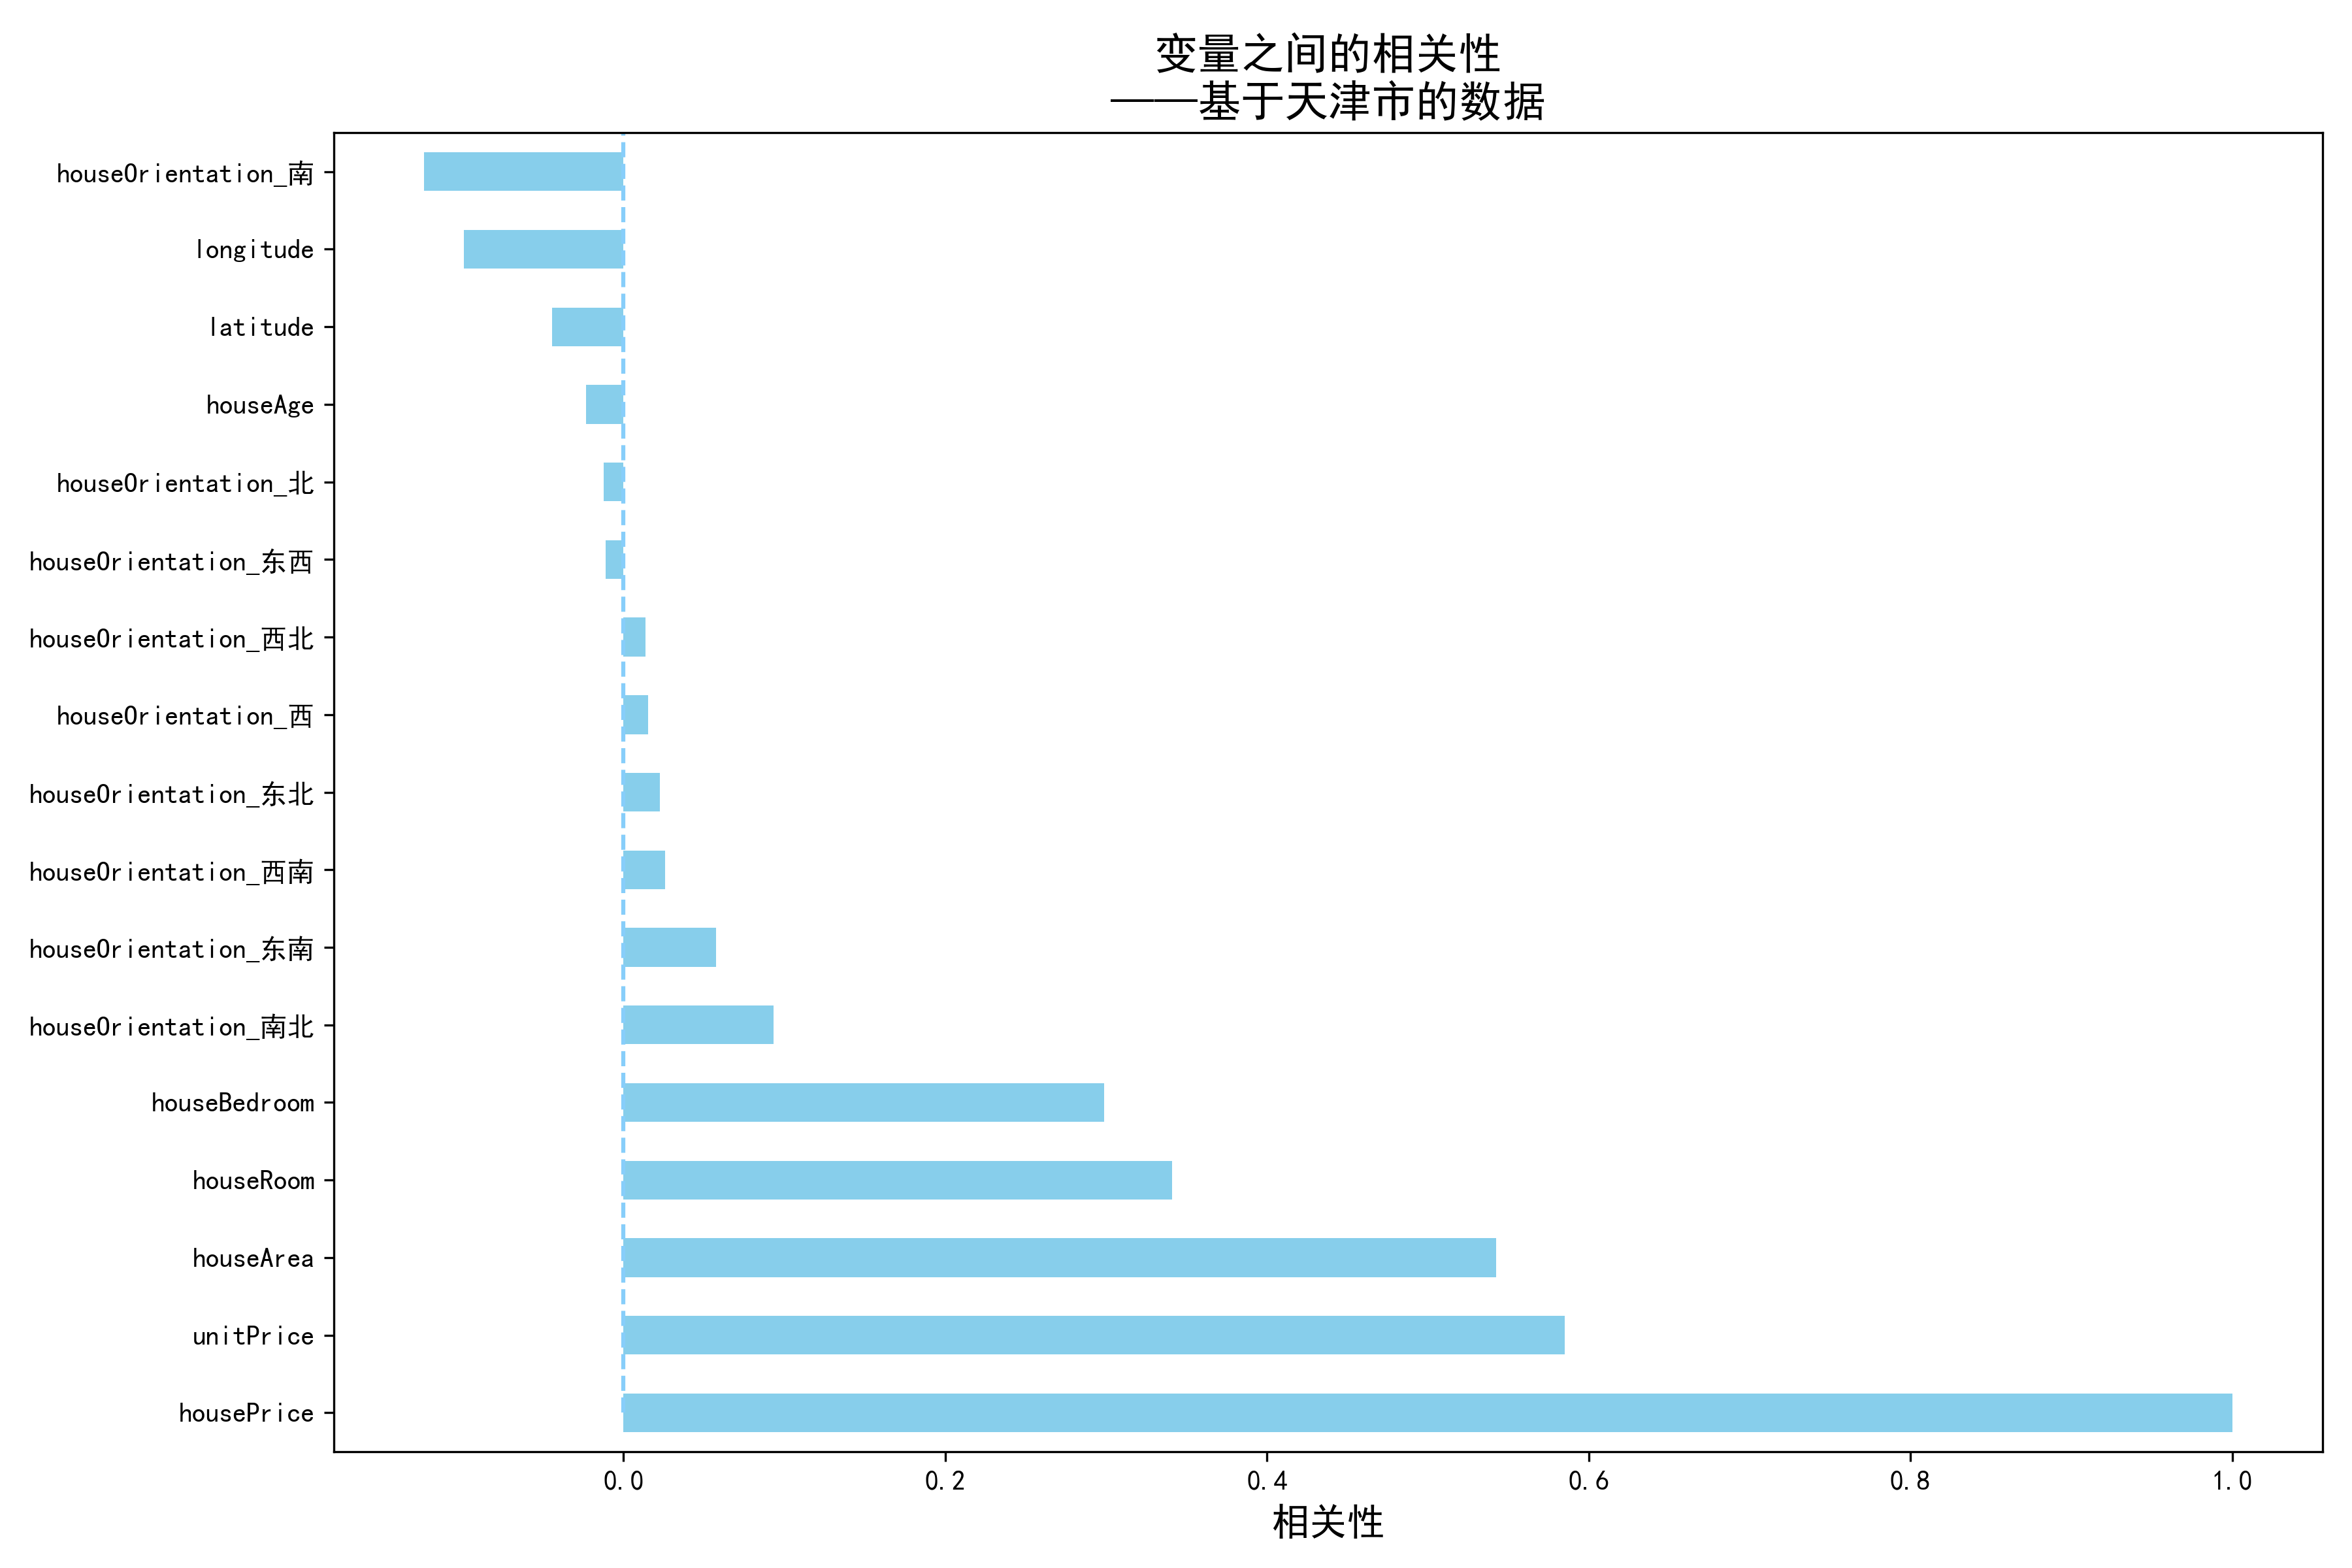 变量之间的相关性
——基于天津市的数据
houseOrientation_南
longitude
latitude
houseAge
houseOrientation_北
houseOrientation_东西
houseOrientation_西北
houseOrientation_西
houseOrientation_东北
houseOrientation_西南
houseOrientation_东南
houseOrientation_南北
houseBedroom
houseRoom
houseArea
unitPrice
housePrice
0.0 0.2 0.4 0.6 0.8 1.0
相关性